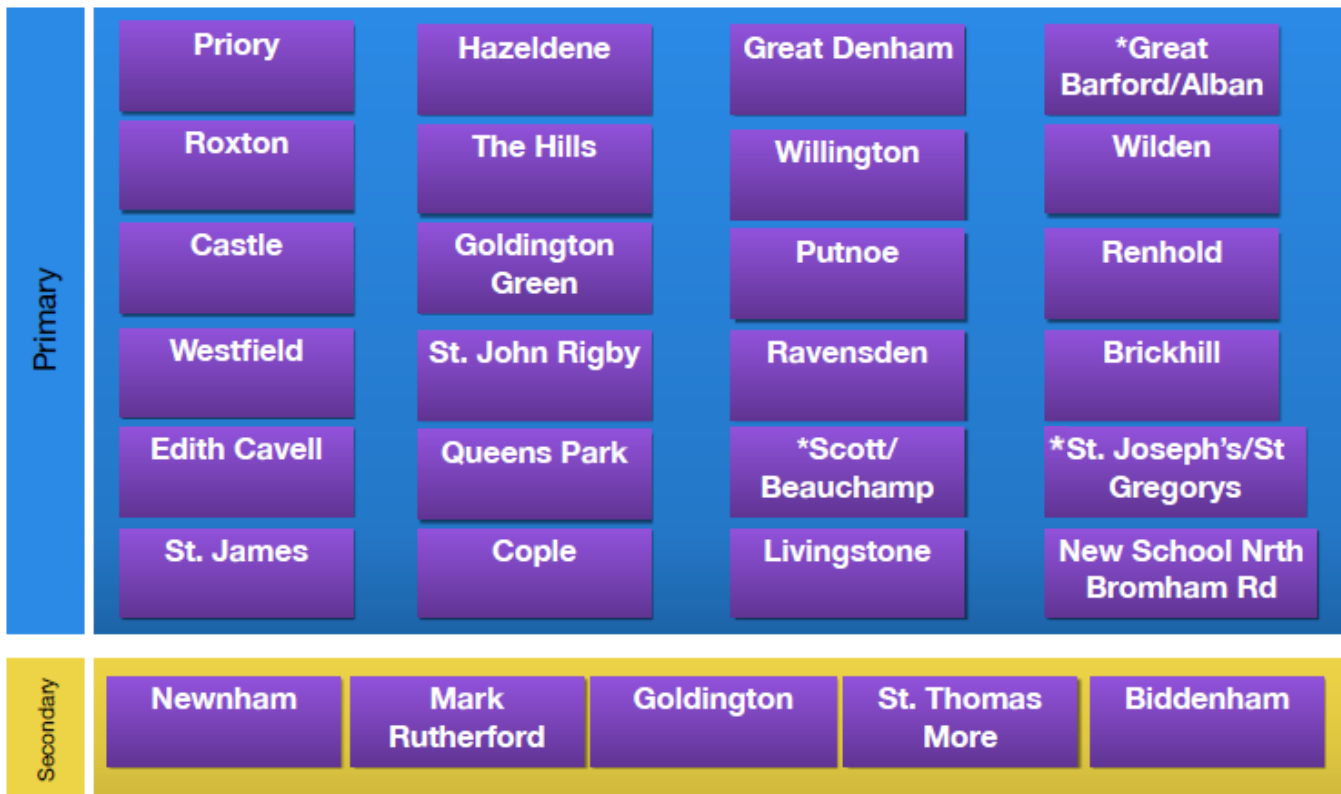 Primary
Priory
Hazeldene
Great Denham
*Great
Barford/Alban
Roxton
The Hills
Willington
Wilden
Castle
Goldington
Green
Putnoe
Renhold
Westfield
St. John Rigby
Ravensden
Brickhill
Edith Cavell
Queens Park
*Scott/
Beauchamp
*St. Joseph's/St
Gregorys
St. James
Cople
Livingstone
New School Nrth
Bromham Rd
Secondary
Newnham
Mark
Rutherford
Goldington
St. Thomas
More
Biddenham